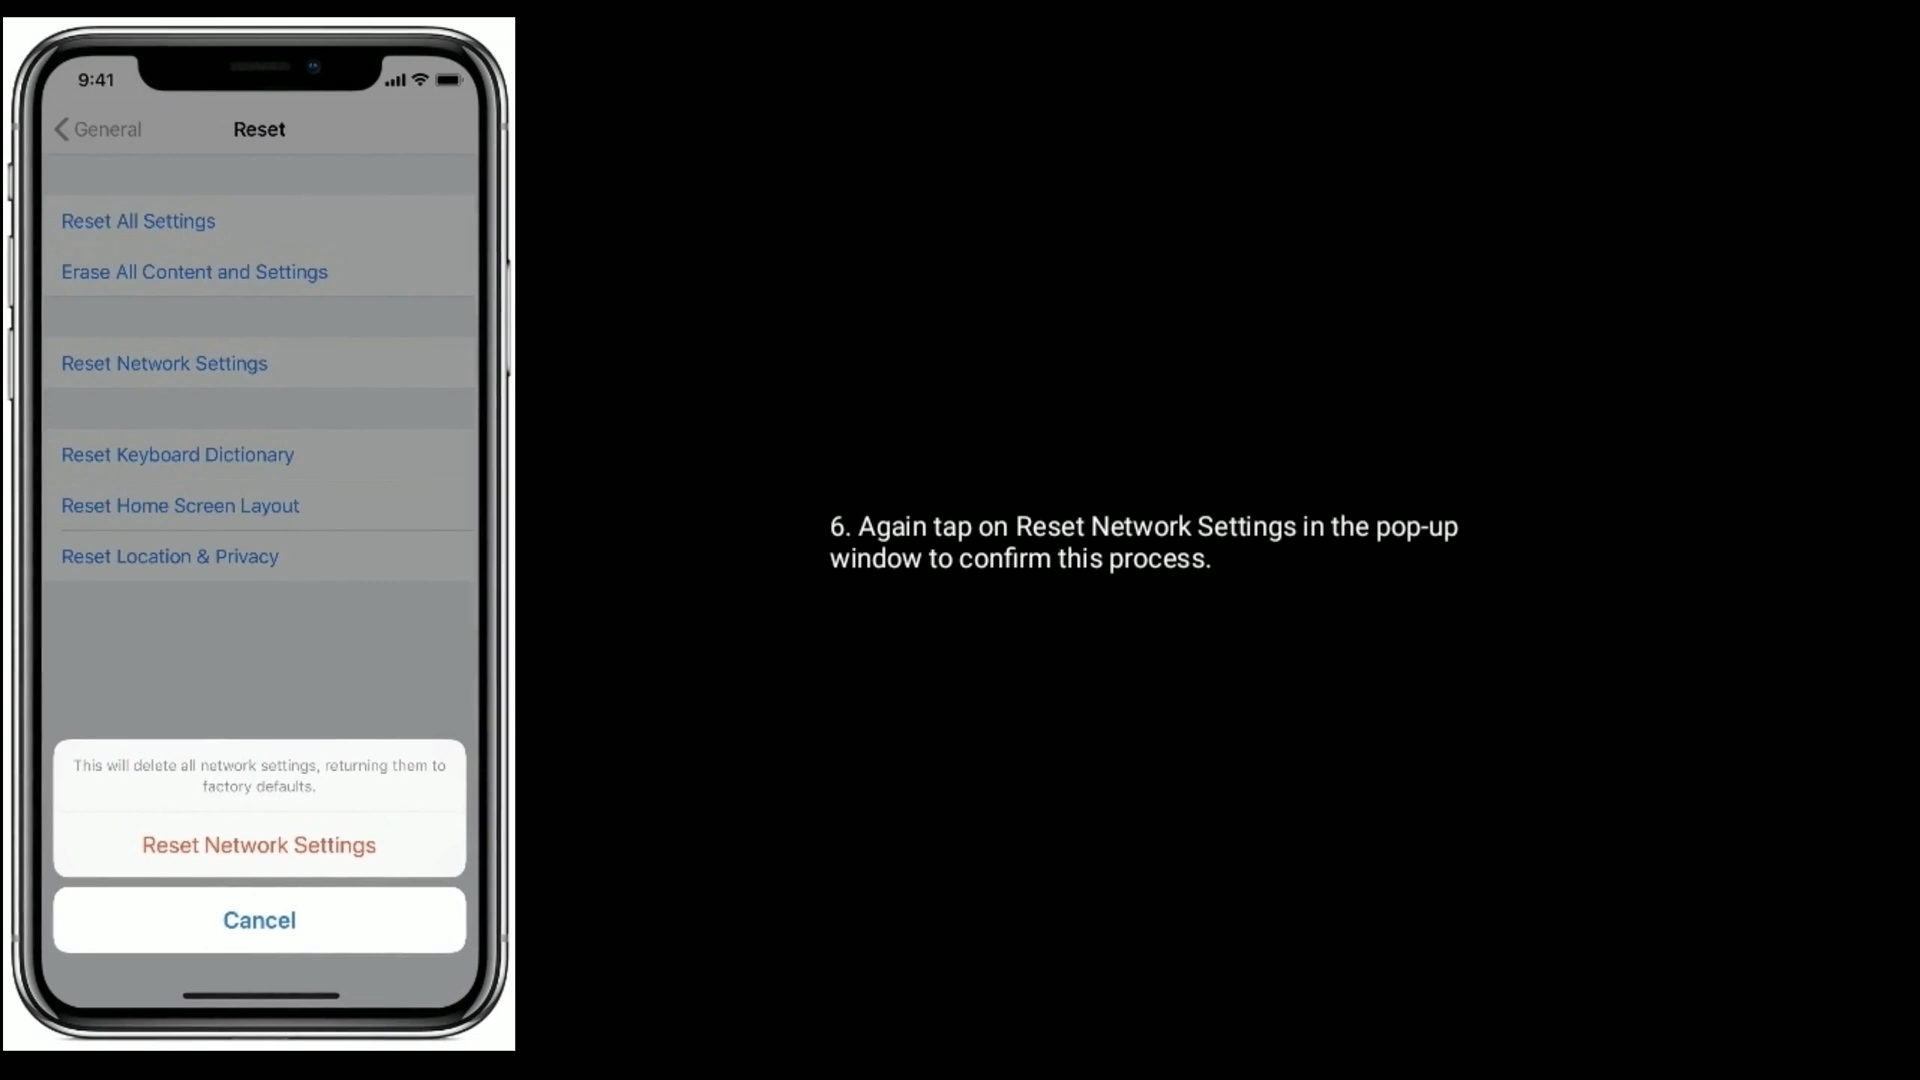 9:41
General
Reset
Reset All Settings
Erase All Content and Settings
Reset Network Settings
Reset Keyboard Dictionary
Reset Home Screen Layout
Reset Location & Privacy
This will delete all network settings, returning them to
factory defaults.
Reset Network Settings
Cancel
6. Again tap on Reset Network Settings in the pop-up
window to confirm this process.